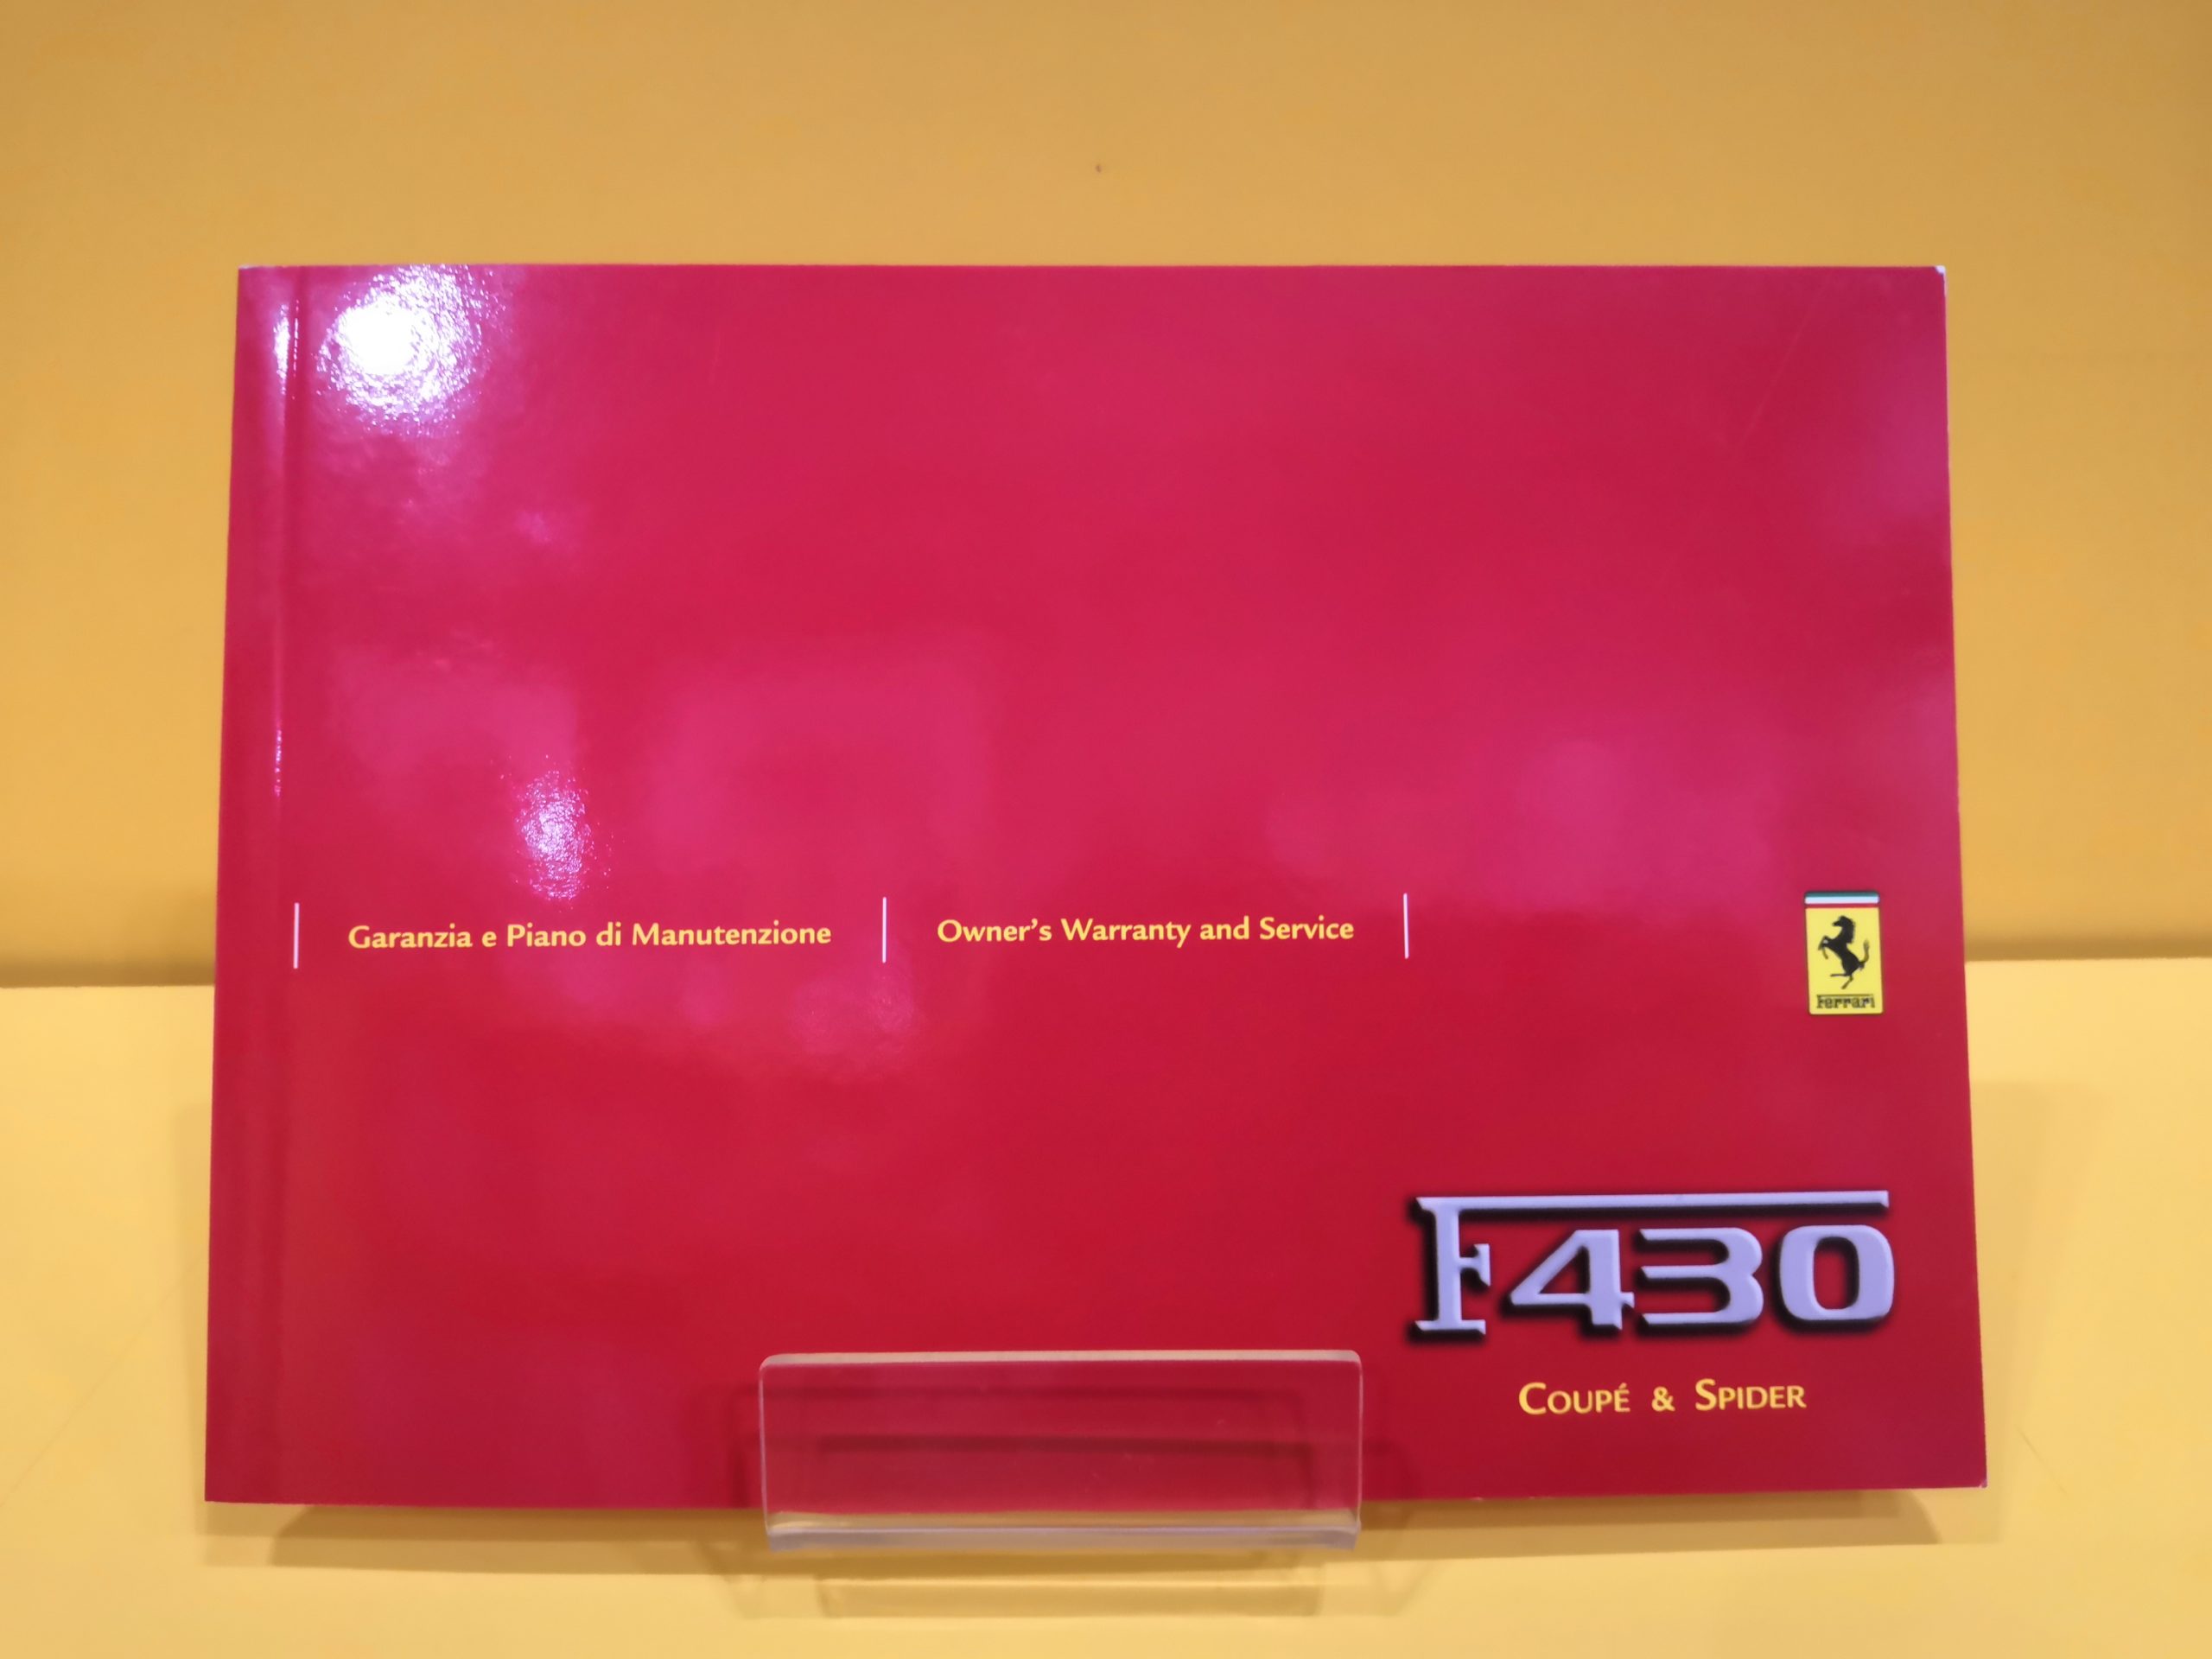 Garanzia e Piano di Manutenzione
Owner's Warranty and Service
Ferrari
F430
COUPÉ & SPIDER